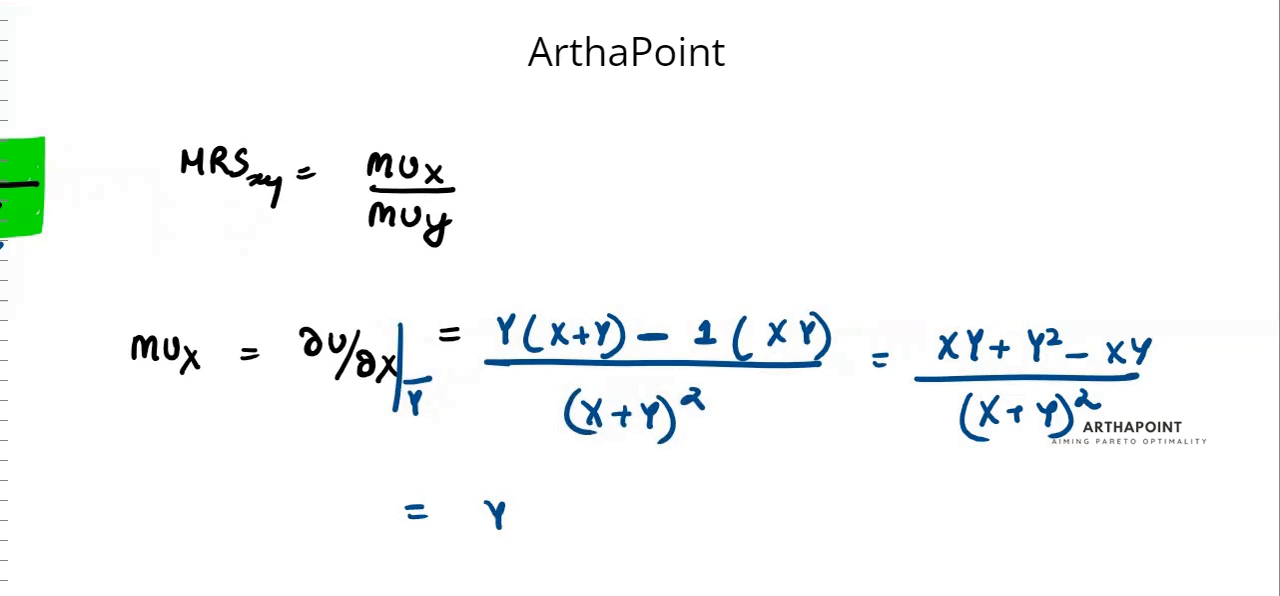 ArthaPoint
MRSxy = MUX / MUY
MUX = ∂U/∂X|Y̅ = Y(X+Y) - 1(XY) / (X+Y)² = XY + Y² - XY / (X+Y)²
ARTHAPOINT
AIMING PARETO OPTIMALITY
= Y